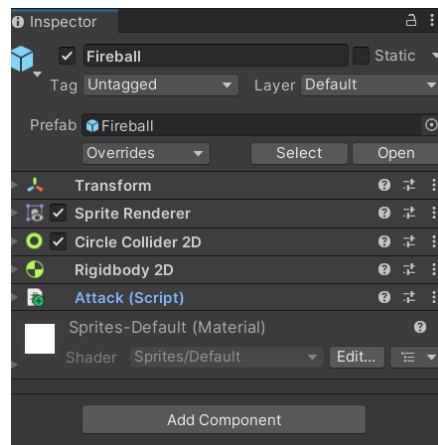 Inspector
Fireball Static
Tag Untagged Layer Default
Prefab Fireball
Overrides Select Open
Transform
Sprite Renderer
Circle Collider 2D
Rigidbody 2D
Attack (Script)
Sprites-Default (Material)
Shader Sprites/Default Edit...
Add Component